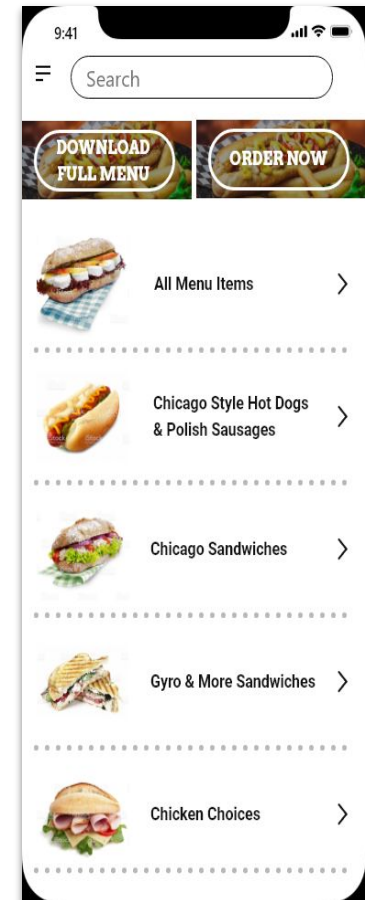 9:41
Search
DOWNLOAD
FULL MENU
ORDER NOW
All Menu Items
Chicago Style Hot Dogs
& Polish Sausages
Chicago Sandwiches
Gyro & More Sandwiches
Chicken Choices